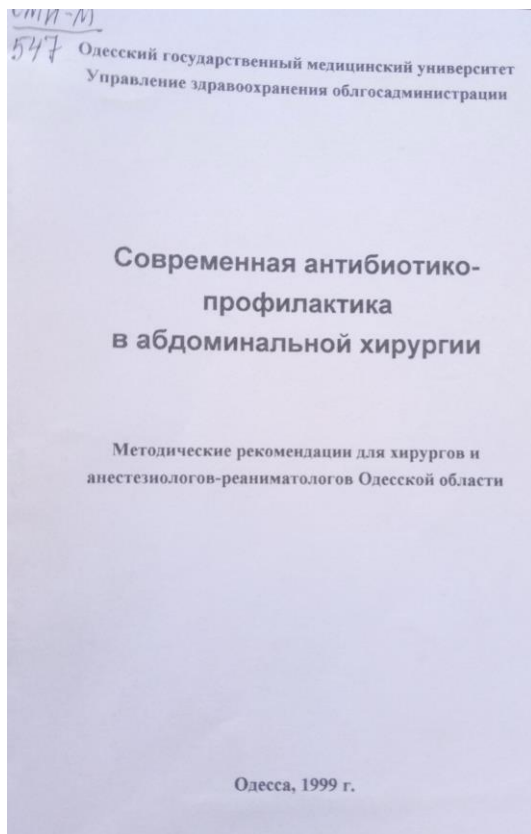 СМИ-М
547
Одесский государственный медицинский университет
Управление здравоохранения облгосадминистрации
Современная антибиотико-
профилактика
в абдоминальной хирургии
Методические рекомендации для хирургов и
анестезиологов-реаниматологов Одесской области
Одесса, 1999 г.